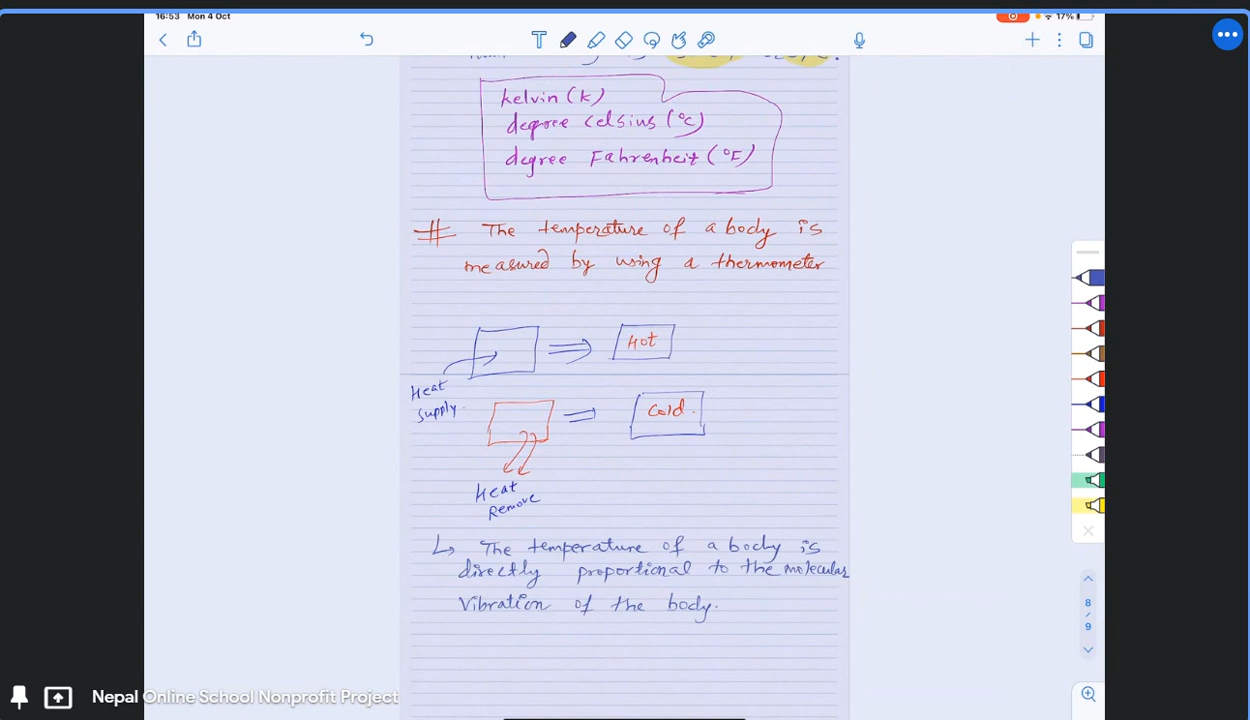 16:53 Mon 4 Oct
17%
kelvin (k)
degree Celsius (°C)
degree Fahrenheit (°F)
# The temperature of a body is
measured by using a thermometer
Hot
Heat
Supply.
Cold.
Heat
Remove
↳ The temperature of a body is
directly proportional to the molecular
Vibration of the body.
8
/
9
Nepal Online School Nonprofit Project